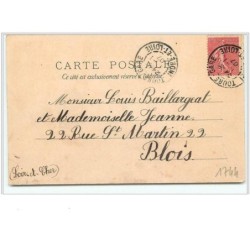 CARTE POSTALE
Ce côté est exclusivement réservé à l'adresse
Monsieur Louis Baillargeat
et Mademoiselle Jeanne
22 Rue St Martin 22
Blois
(Loir-et-Cher)
1744